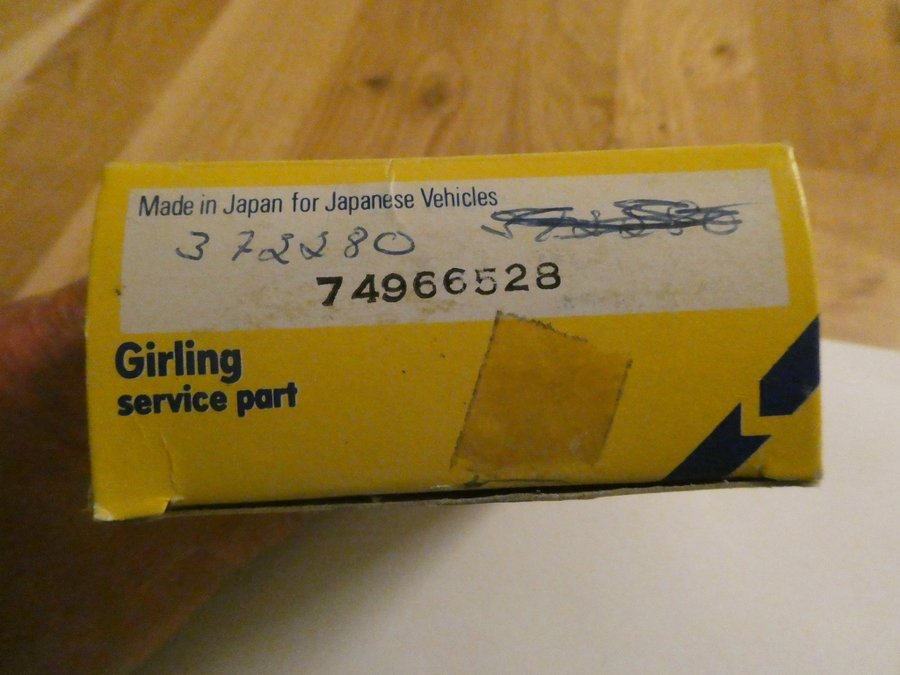 Made in Japan for Japanese Vehicles
372280
74966528
Girling
service part